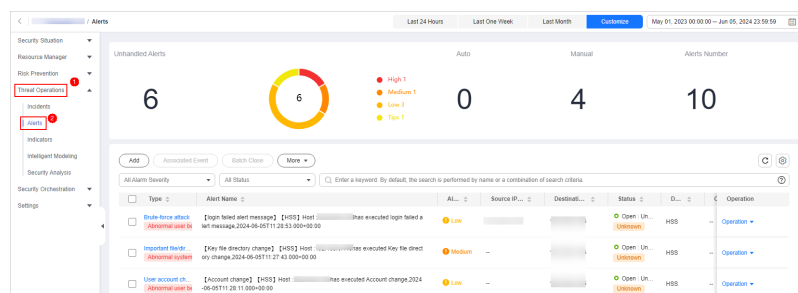 / Alerts
Last 24 Hours
Last One Week
Last Month
Customize
May 01, 2023 00:00:00 — Jun 05, 2024 23:59:59
Security Situation
Resource Manager
Risk Prevention
Threat Operations
1
Incidents
Alerts
2
Indicators
Intelligent Modeling
Security Analysis
Security Orchestration
Settings
Unhandled Alerts
Auto
Manual
Alerts Number
6
6
High 1
Medium 1
Low 3
Tips 1
0
4
10
Add
Associated Event
Batch Close
More
All Alarm Severity
All Status
Enter a keyword. By default, the search is performed by name or a combination of search criteria.
Type
Alert Name
Al...
Source IP...
Destinati...
Status
D...
Operation
Brute-force attack
Abnormal user be
【login failed alert message】【HSS】Host
has executed login failed a
lert message,2024-06-05T11:28:53.000+00:00
Low
Open Un...
Unknown
HSS
--
Operation
Important file/dir...
Abnormal system
【Key file directory change】【HSS】Host
has executed Key file direct
ory change,2024-06-05T11:27:43.000+00:00
Medium
--
Open Un...
Unknown
HSS
--
Operation
User account ch...
Abnormal user be
【Account change】【HSS】Host
has executed Account change,2024
-06-05T11:28:11.000+00:00
Low
--
Open Un...
Unknown
HSS
--
Operation